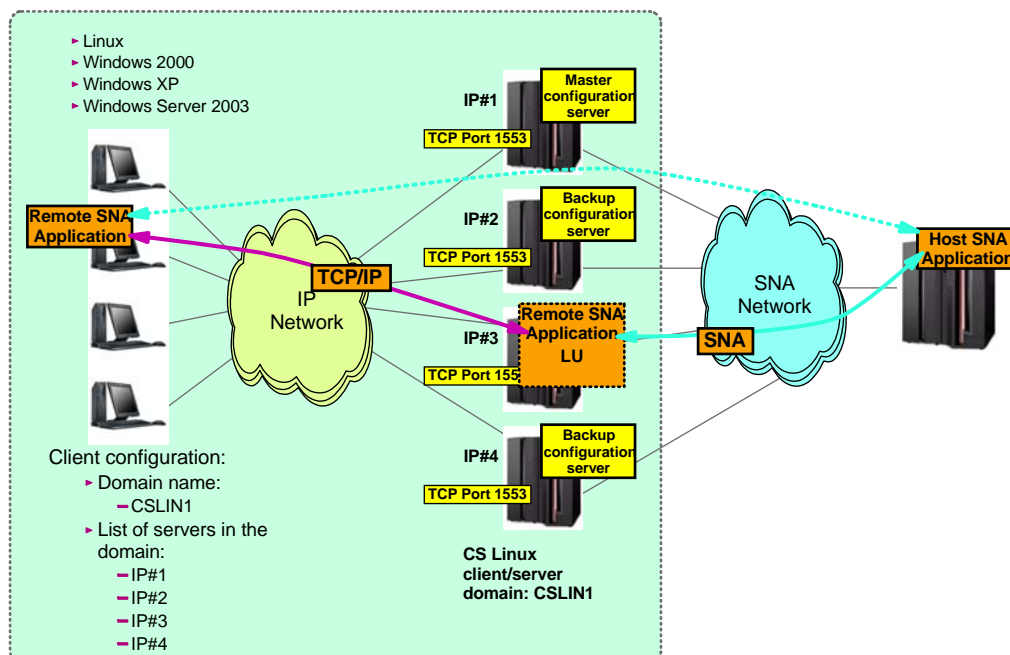 Linux
Windows 2000
Windows XP
Windows Server 2003
IP#1
Master
configuration
server
TCP Port 1553
IP#2
Backup
configuration
server
TCP Port 1553
Remote SNA
Application
TCP/IP
IP
Network
IP#3
Remote SNA
Application
LU
TCP Port 155
SNA
Network
SNA
Host SNA
Application
IP#4
Backup
configuration
server
TCP Port 1553
Client configuration:
Domain name:
CSLIN1
List of servers in the
domain:
IP#1
IP#2
IP#3
IP#4
CS Linux
client/server
domain: CSLIN1